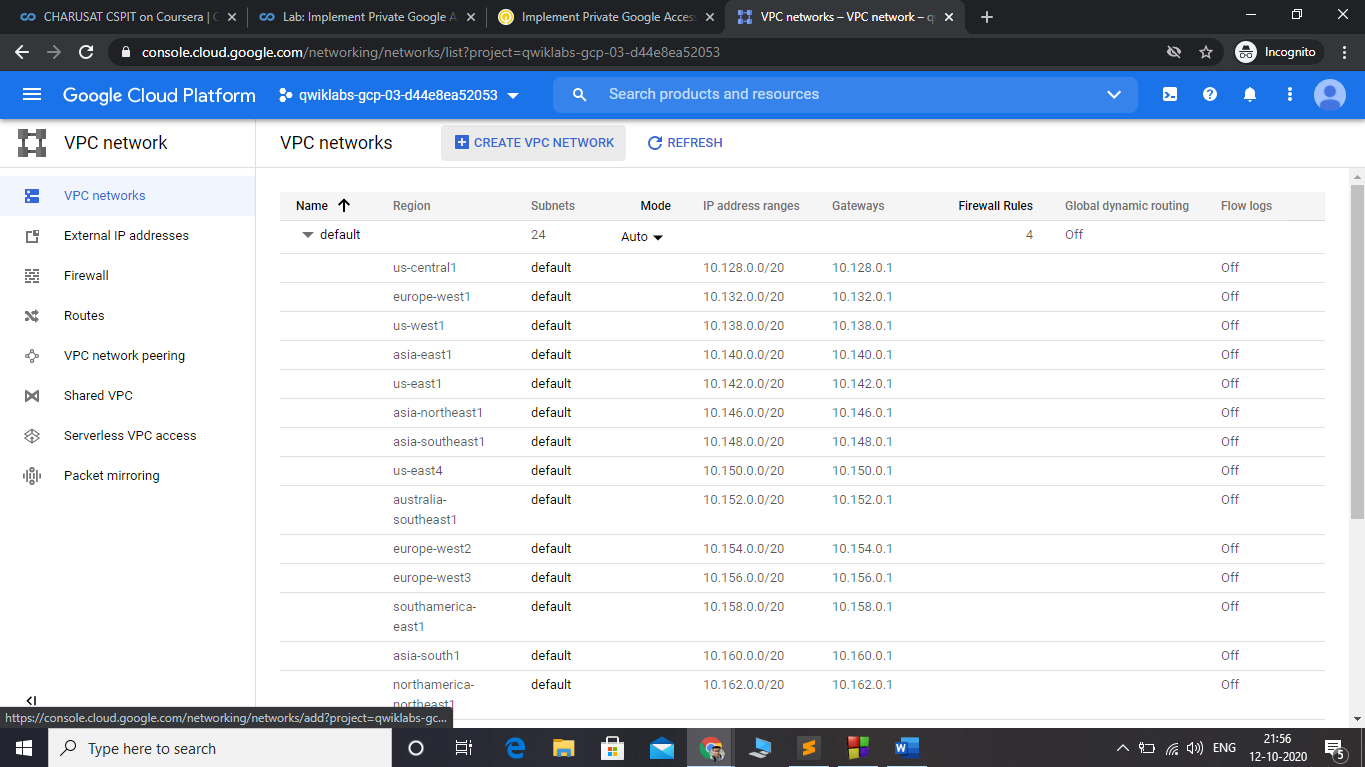 CHARUSAT CSPIT on Coursera | C
Lab: Implement Private Google A
Implement Private Google Access
VPC networks – VPC network – q
console.cloud.google.com/networking/networks/list?project=qwiklabs-gcp-03-d44e8ea52053
Incognito
Google Cloud Platform
qwiklabs-gcp-03-d44e8ea52053
Search products and resources
VPC network
VPC networks
CREATE VPC NETWORK
REFRESH
VPC networks
External IP addresses
Firewall
Routes
VPC network peering
Shared VPC
Serverless VPC access
Packet mirroring
Name Region Subnets Mode IP address ranges Gateways Firewall Rules Global dynamic routing Flow logs
default 24 Auto 4 Off
us-central1 default 10.128.0.0/20 10.128.0.1 Off
europe-west1 default 10.132.0.0/20 10.132.0.1 Off
us-west1 default 10.138.0.0/20 10.138.0.1 Off
asia-east1 default 10.140.0.0/20 10.140.0.1 Off
us-east1 default 10.142.0.0/20 10.142.0.1 Off
asia-northeast1 default 10.146.0.0/20 10.146.0.1 Off
asia-southeast1 default 10.148.0.0/20 10.148.0.1 Off
us-east4 default 10.150.0.0/20 10.150.0.1 Off
australia- default 10.152.0.0/20 10.152.0.1 Off
southeast1
europe-west2 default 10.154.0.0/20 10.154.0.1 Off
europe-west3 default 10.156.0.0/20 10.156.0.1 Off
southamerica- default 10.158.0.0/20 10.158.0.1 Off
east1
asia-south1 default 10.160.0.0/20 10.160.0.1 Off
northamerica- default 10.162.0.0/20 10.162.0.1 Off
northeast1
https://console.cloud.google.com/networking/networks/add?project=qwiklabs-gc...
Type here to search
ENG
21:56
12-10-2020
5